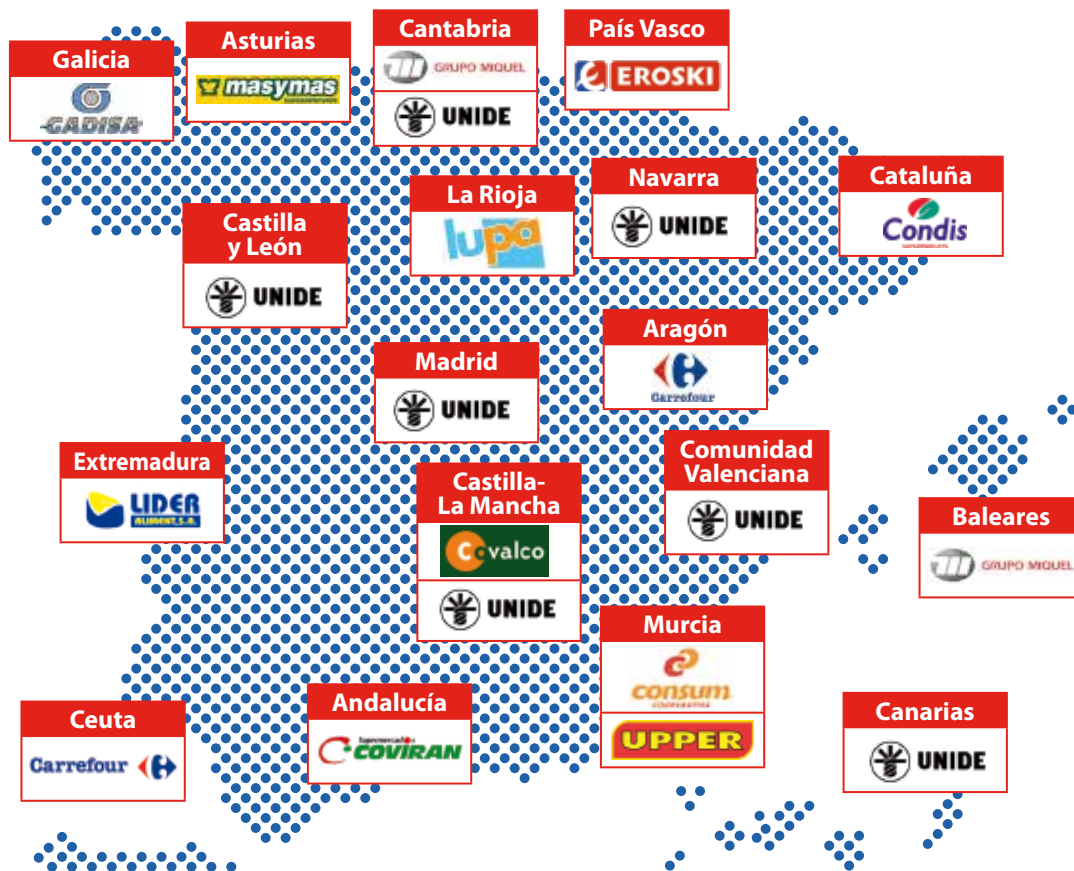 Galicia
GADISA
Asturias
masymas
Cantabria
GRUPO MIQUEL
UNIDE
País Vasco
EROSKI
La Rioja
lupa
Navarra
UNIDE
Cataluña
Condis
Castilla
y León
UNIDE
Madrid
UNIDE
Aragón
Carrefour
Extremadura
LIDER
ALIMENT, S.A.
Castilla-
La Mancha
Covalco
UNIDE
Comunidad
Valenciana
UNIDE
Baleares
GRUPO MIQUEL
Murcia
consum
COOPERATIVA
UPPER
Ceuta
Carrefour
Andalucía
Supermercados
COVIRAN
Canarias
UNIDE